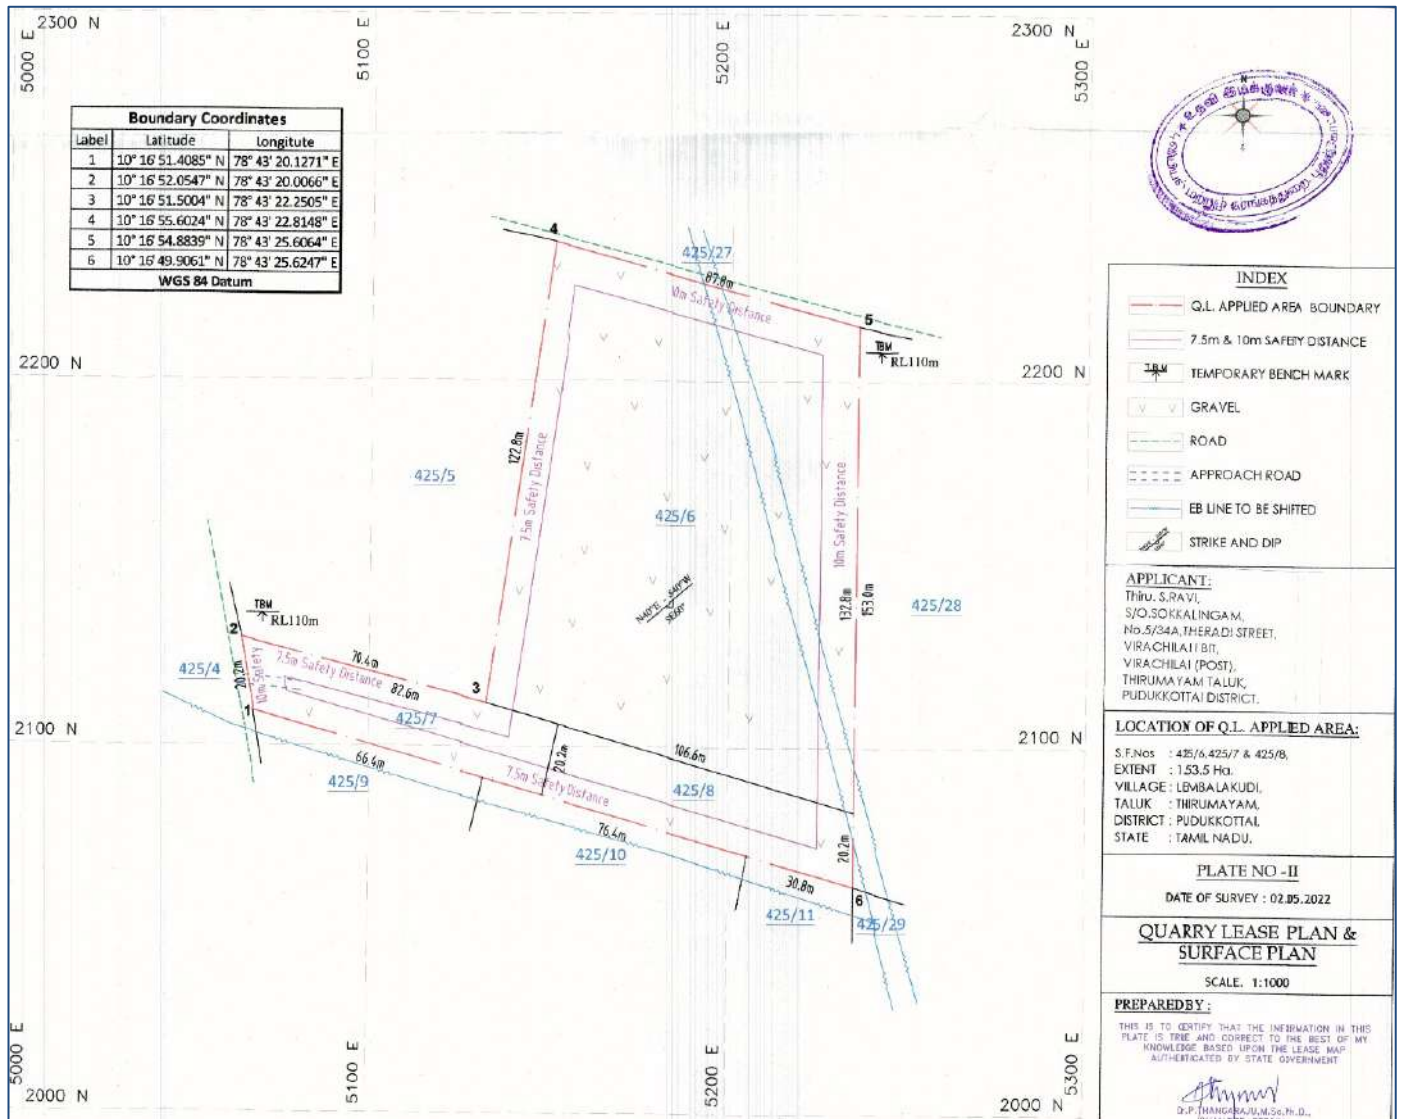 2300 N
5000 E
5100 E
5200 E
2300 N
5300 E
Boundary Coordinates
Label Latitude Longitute
1 10° 16' 51.4085" N 78° 43' 20.1271" E
2 10° 16' 52.0547" N 78° 43' 20.0066" E
3 10° 16' 51.5004" N 78° 43' 22.2505" E
4 10° 16' 55.6024" N 78° 43' 22.8148" E
5 10° 16' 54.8839" N 78° 43' 25.6064" E
6 10° 16' 49.9061" N 78° 43' 25.6247" E
WGS 84 Datum
N
4
425/27
87.8m
10m Safety Distance
5
TBM
RL110m
2200 N
2200 N
122.8m
7.5m Safety Distance
425/5
425/6
10m Safety Distance
132.8m
153.0m
425/28
N40°E - S40°W
SE60°
TBM
RL110m
2
425/4
20.2m
10m Safety
70.4m
7.5m Safety Distance
82.6m
3
1
425/7
2100 N
2100 N
66.4m
425/9
20.2m
106.6m
7.5m Safety Distance
425/8
76.4m
425/10
20.2m
30.8m
6
425/11
425/29
5000 E
2000 N
5100 E
5200 E
5300 E
2000 N
INDEX
Q.L. APPLIED AREA BOUNDARY
7.5m & 10m SAFETY DISTANCE
T.B.M TEMPORARY BENCH MARK
GRAVEL
ROAD
APPROACH ROAD
EB LINE TO BE SHIFTED
STRIKE AND DIP
APPLICANT:
Thiru. S.RAVI,
S/O.SOKKALINGAM,
No.5/34A,THERADI STREET,
VIRACHILAI BIT,
VIRACHILAI (POST),
THIRUMAYAM TALUK,
PUDUKKOTTAI DISTRICT.
LOCATION OF Q.L. APPLIED AREA:
S.F.Nos : 425/6,425/7 & 425/8,
EXTENT : 1.53.5 Ha.
VILLAGE : LEMBALAKUDI,
TALUK : THIRUMAYAM,
DISTRICT : PUDUKKOTTAI,
STATE : TAMIL NADU.
PLATE NO -II
DATE OF SURVEY : 02.05.2022
QUARRY LEASE PLAN &
SURFACE PLAN
SCALE. 1:1000
PREPARED BY :
THIS IS TO CERTIFY THAT THE INFIRMATION IN THIS
PLATE IS TRUE AND CORRECT TO THE BEST OF MY
KNOWLEDGE BASED UPON THE LEASE MAP
AUTHENTICATED BY STATE GOVERNMENT
Dr.P.THANGARAJU,M.Sc.Ph.D.,